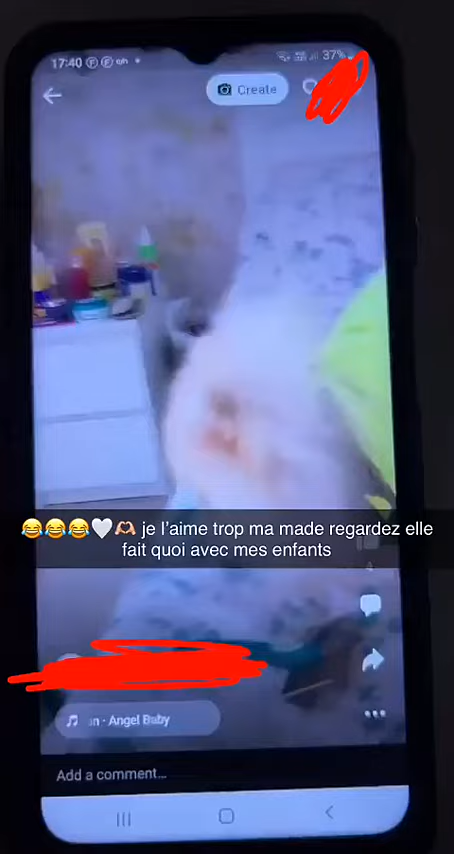 17:40
37%
Create
😂😂😂🤍🫶🏽 je l'aime trop ma made regardez elle
fait quoi avec mes enfants
4
n - Angel Baby
Add a comment...